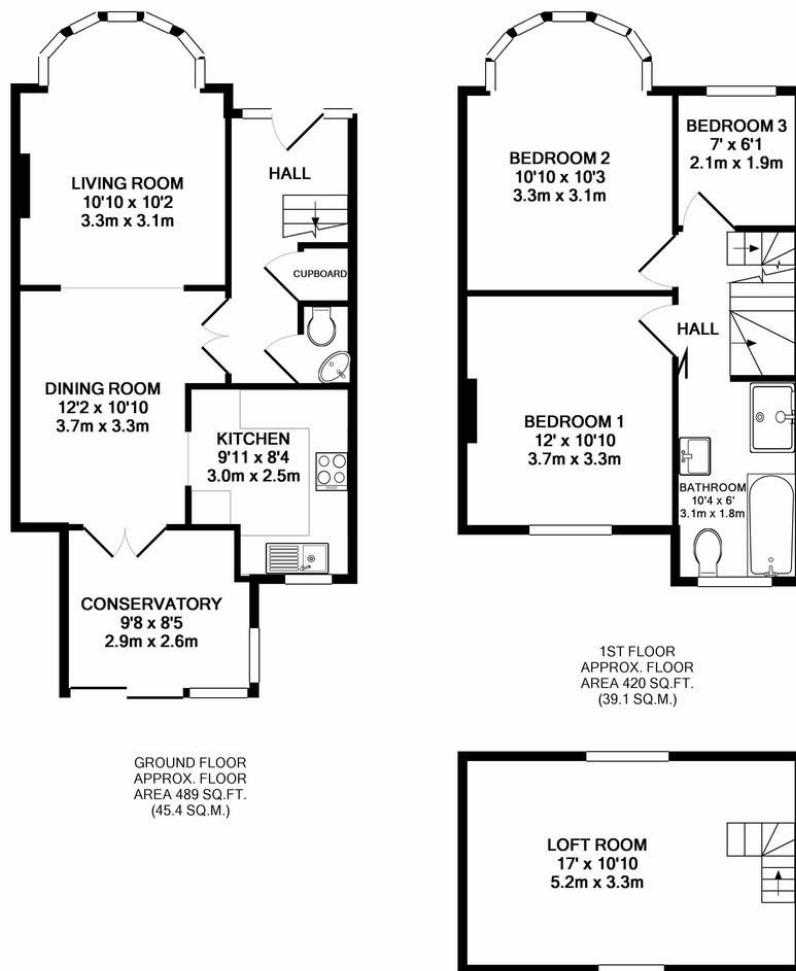 LIVING ROOM
10'10 x 10'2
3.3m x 3.1m
HALL
CUPBOARD
DINING ROOM
12'2 x 10'10
3.7m x 3.3m
KITCHEN
9'11 x 8'4
3.0m x 2.5m
CONSERVATORY
9'8 x 8'5
2.9m x 2.6m
GROUND FLOOR
APPROX. FLOOR
AREA 489 SQ.FT.
(45.4 SQ.M.)
BEDROOM 2
10'10 x 10'3
3.3m x 3.1m
BEDROOM 3
7' x 6'1
2.1m x 1.9m
HALL
BEDROOM 1
12' x 10'10
3.7m x 3.3m
BATHROOM
10'4 x 6'
3.1m x 1.8m
1ST FLOOR
APPROX. FLOOR
AREA 420 SQ.FT.
(39.1 SQ.M.)
LOFT ROOM
17' x 10'10
5.2m x 3.3m